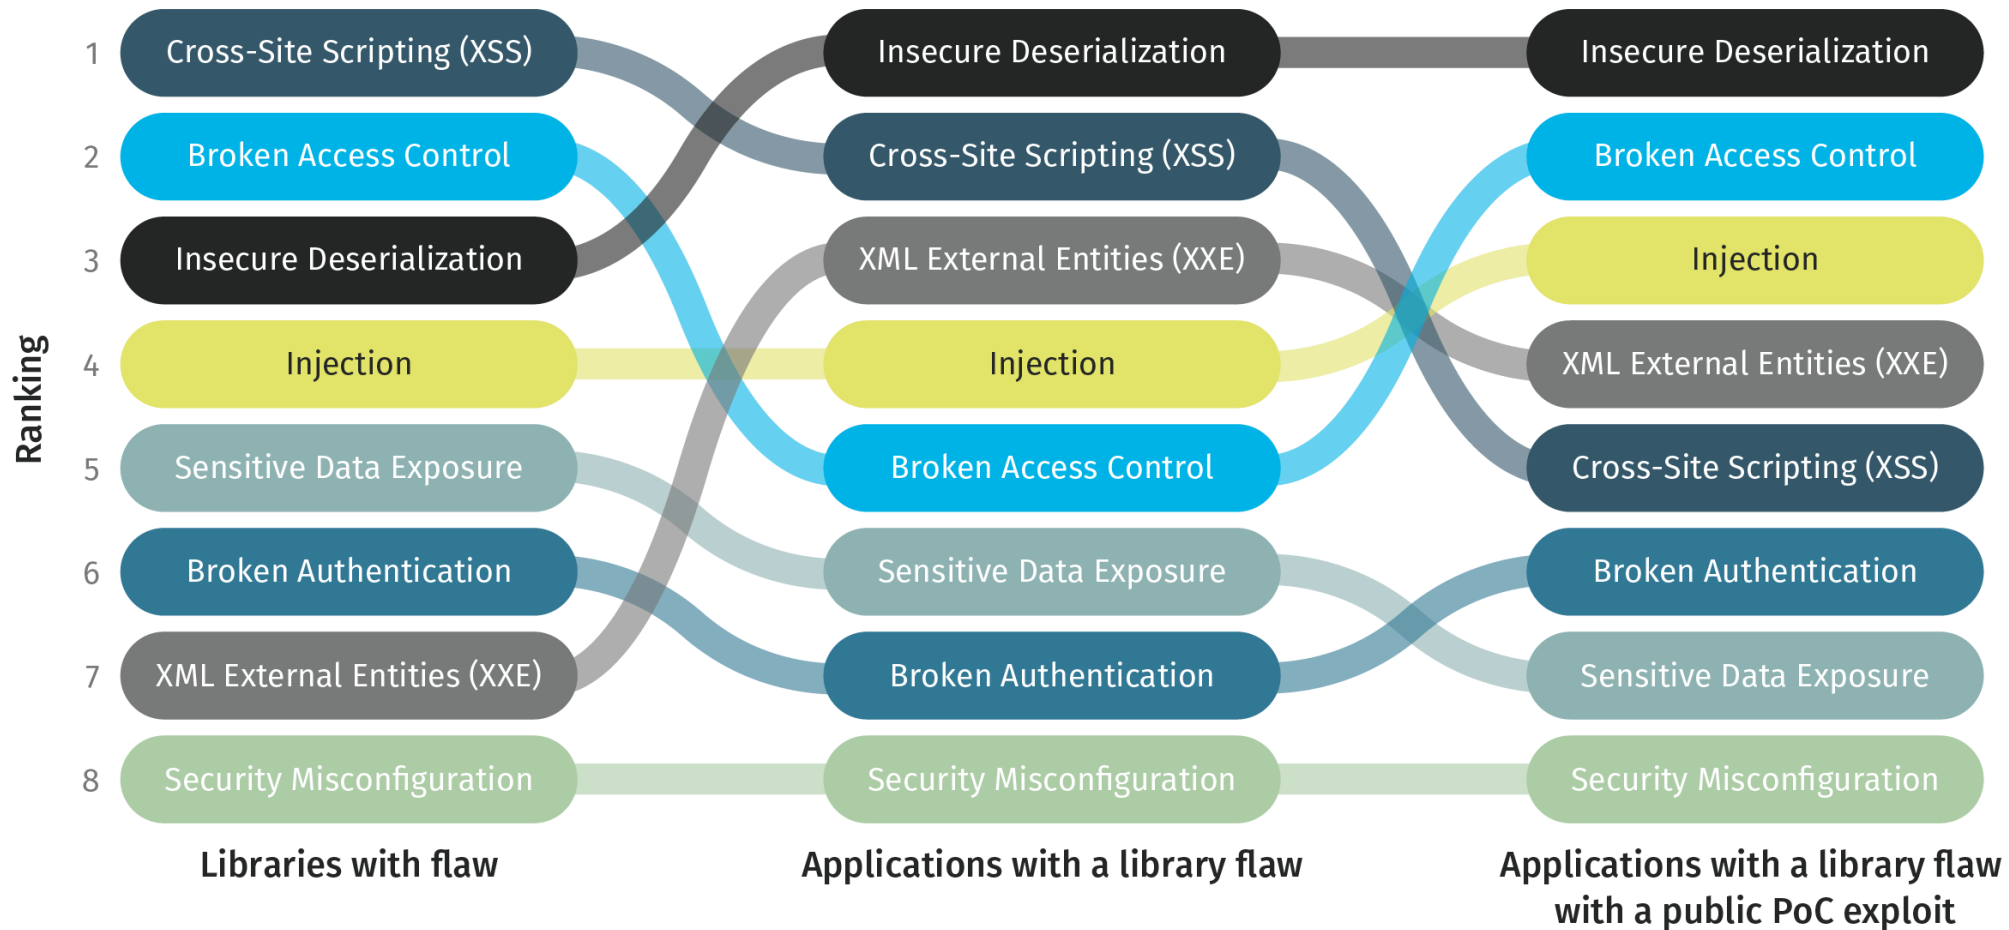 Ranking
1 Cross-Site Scripting (XSS) Insecure Deserialization Insecure Deserialization
2 Broken Access Control Cross-Site Scripting (XSS) Broken Access Control
3 Insecure Deserialization XML External Entities (XXE) Injection
4 Injection Injection XML External Entities (XXE)
5 Sensitive Data Exposure Broken Access Control Cross-Site Scripting (XSS)
6 Broken Authentication Sensitive Data Exposure Broken Authentication
7 XML External Entities (XXE) Broken Authentication Sensitive Data Exposure
8 Security Misconfiguration Security Misconfiguration Security Misconfiguration
Libraries with flaw
Applications with a library flaw
Applications with a library flaw
with a public PoC exploit